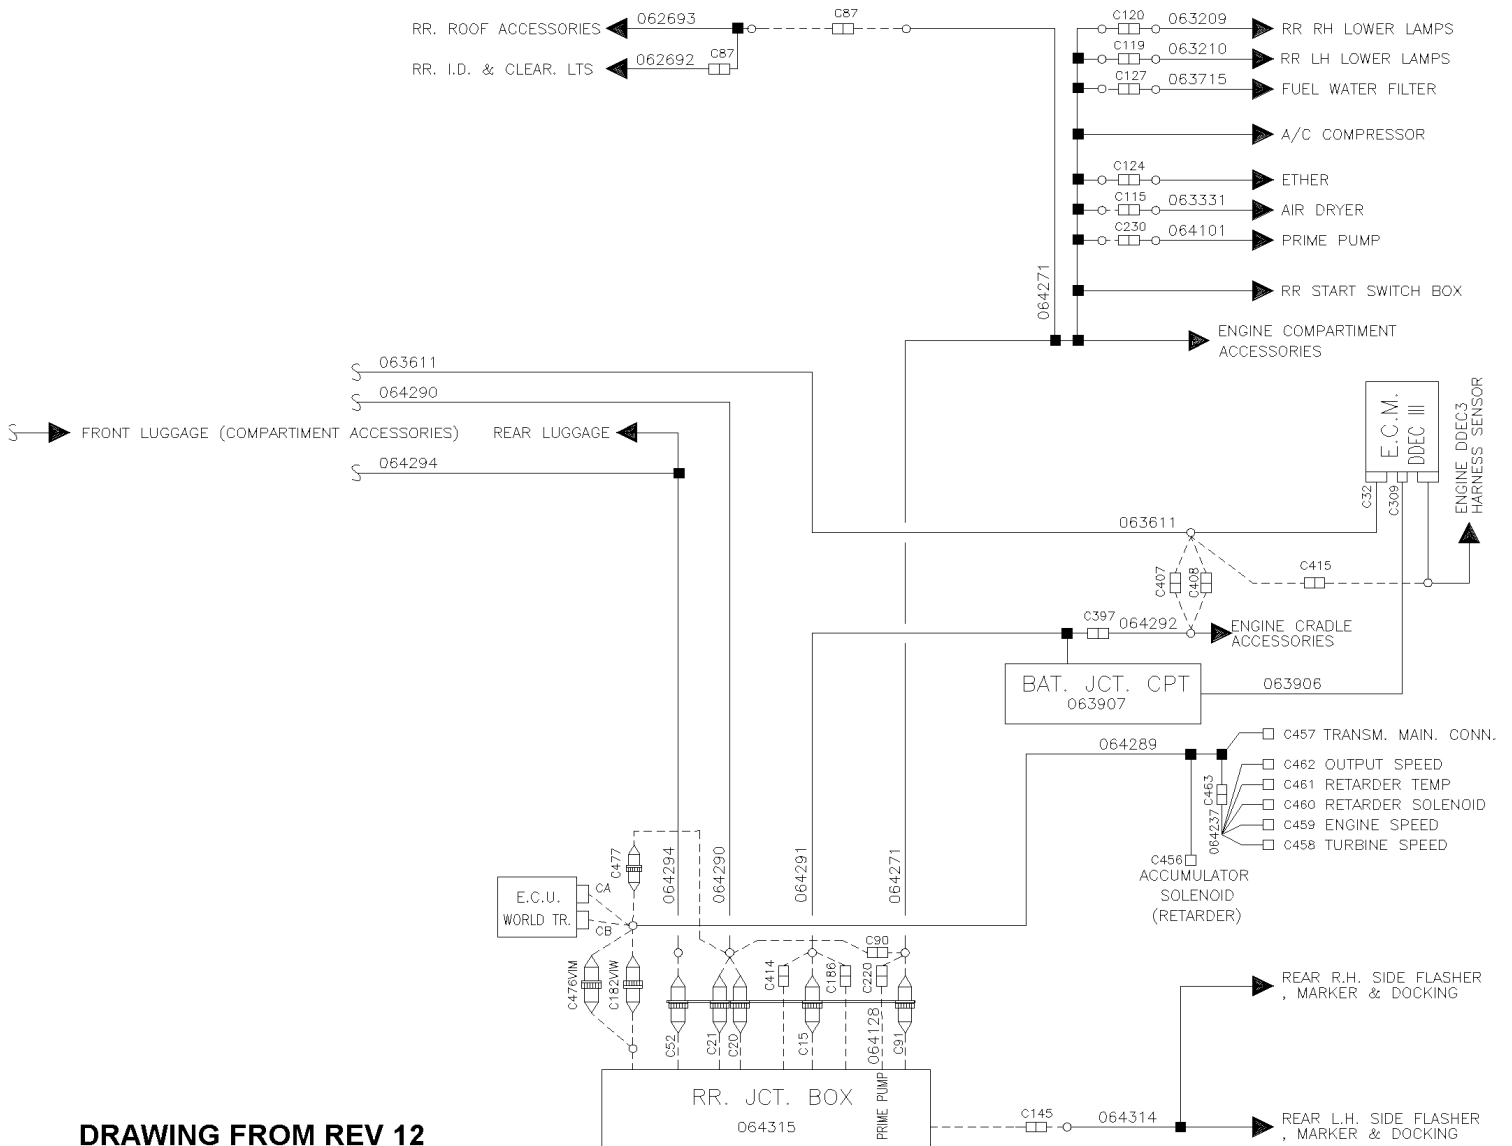 RR. ROOF ACCESSORIES
062693
C87
RR. I.D. & CLEAR. LTS
062692
C87
C120
063209
RR RH LOWER LAMPS
C119
063210
RR LH LOWER LAMPS
C127
063715
FUEL WATER FILTER
A/C COMPRESSOR
C124
ETHER
C115
063331
AIR DRYER
C230
064101
PRIME PUMP
064271
RR START SWITCH BOX
ENGINE COMPARTIMENT
ACCESSORIES
063611
064290
FRONT LUGGAGE (COMPARTIMENT ACCESSORIES)
REAR LUGGAGE
064294
E.C.M.
DDEC III
ENGINE DDEC3
HARNESS SENSOR
C32
C309
063611
C407
C408
C415
C397
064292
ENGINE CRADLE
ACCESSORIES
BAT. JCT. CPT
063907
063906
064289
C457 TRANSM. MAIN. CONN.
C462 OUTPUT SPEED
C461 RETARDER TEMP
C460 RETARDER SOLENOID
C459 ENGINE SPEED
C458 TURBINE SPEED
C463
064237
C456
ACCUMULATOR
SOLENOID
(RETARDER)
C477
064294
064290
064291
064271
E.C.U.
WORLD TR.
CA
CB
C90
C476VIM
C182VIW
C414
C186
C220
C52
C21
C20
C15
064128
C91
RR. JCT. BOX
064315
PRIME PUMP
C145
064314
REAR R.H. SIDE FLASHER
, MARKER & DOCKING
REAR L.H. SIDE FLASHER
, MARKER & DOCKING
DRAWING FROM REV 12